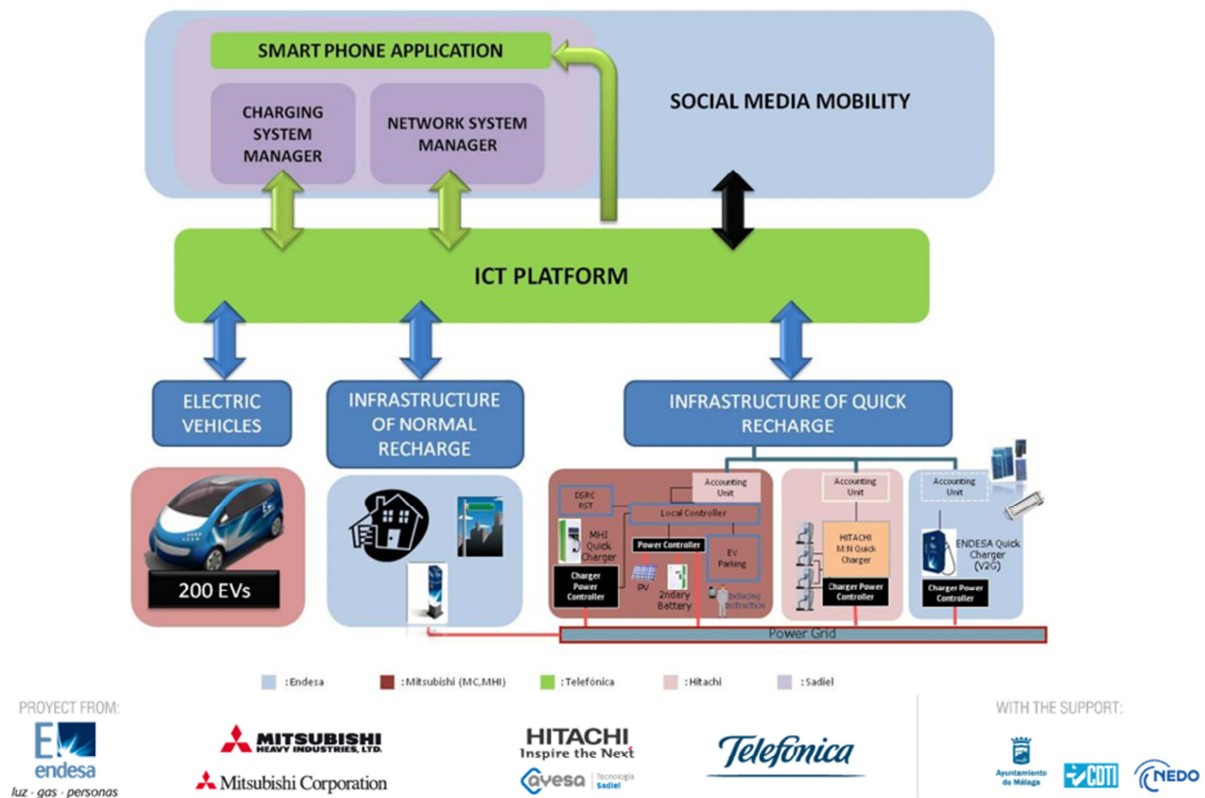 SMART PHONE APPLICATION
CHARGING
SYSTEM
MANAGER
NETWORK SYSTEM
MANAGER
SOCIAL MEDIA MOBILITY
ICT PLATFORM
ELECTRIC
VEHICLES
INFRASTRUCTURE
OF NORMAL
RECHARGE
INFRASTRUCTURE OF QUICK
RECHARGE
200 EVs
Accounting
Unit
DSRC
RST
Local Controller
MHI
Quick
Charger
Power Controller
EV
Parking
Charger
Power
Controller
PV
2ndary
Battery
Inducing
Instruction
Accounting
Unit
HITACHI
M:N Quick
Charger
Charger Power
Controller
Accounting
Unit
ENDESA Quick
Charger
(V2G)
Charger Power
Controller
Power Grid
: Endesa
: Mitsubishi (MC,MHI)
: Telefónica
: Hitachi
: Sadiel
PROYECT FROM:
endesa
luz · gas · personas
MITSUBISHI
HEAVY INDUSTRIES, LTD.
Mitsubishi Corporation
HITACHI
Inspire the Next
ayesa
Tecnología
Sadiel
Telefónica
WITH THE SUPPORT:
Ayuntamiento
de Málaga
CDTI
NEDO